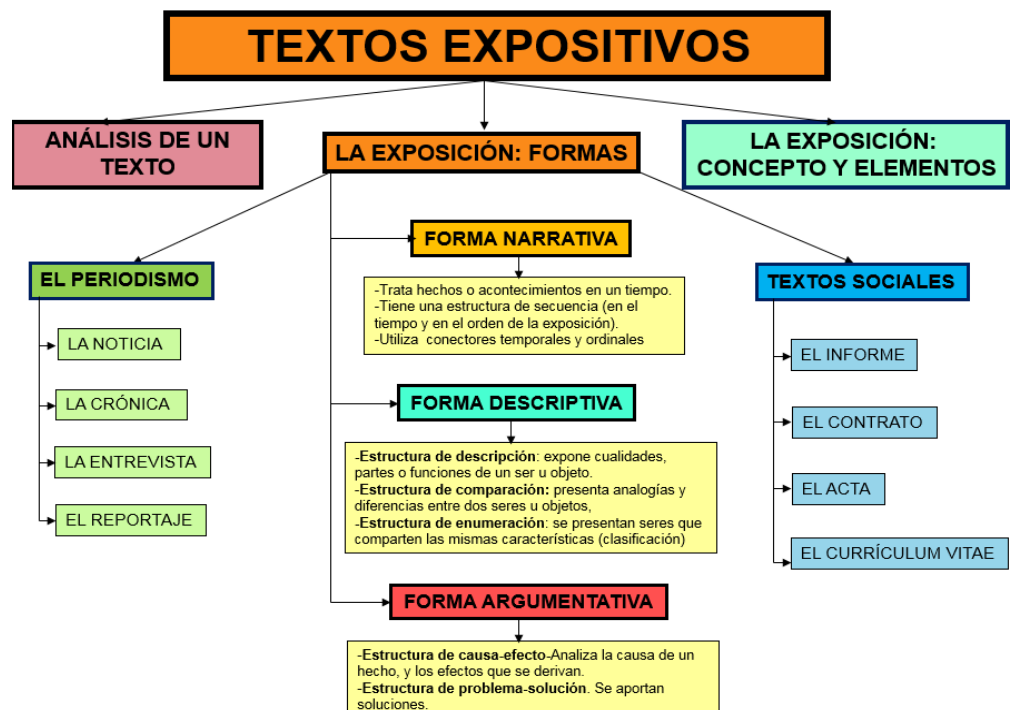 TEXTOS EXPOSITIVOS
ANÁLISIS DE UN
TEXTO
LA EXPOSICIÓN: FORMAS
LA EXPOSICIÓN:
CONCEPTO Y ELEMENTOS
EL PERIODISMO
LA NOTICIA
LA CRÓNICA
LA ENTREVISTA
EL REPORTAJE
FORMA NARRATIVA
-Trata hechos o acontecimientos en un tiempo.
-Tiene una estructura de secuencia (en el
tiempo y en el orden de la exposición).
-Utiliza conectores temporales y ordinales
FORMA DESCRIPTIVA
-Estructura de descripción: expone cualidades,
partes o funciones de un ser u objeto.
-Estructura de comparación: presenta analogías y
diferencias entre dos seres u objetos,
-Estructura de enumeración: se presentan seres que
comparten las mismas características (clasificación)
FORMA ARGUMENTATIVA
-Estructura de causa-efecto-Analiza la causa de un
hecho, y los efectos que se derivan.
-Estructura de problema-solución. Se aportan
soluciones.
TEXTOS SOCIALES
EL INFORME
EL CONTRATO
EL ACTA
EL CURRÍCULUM VITAE